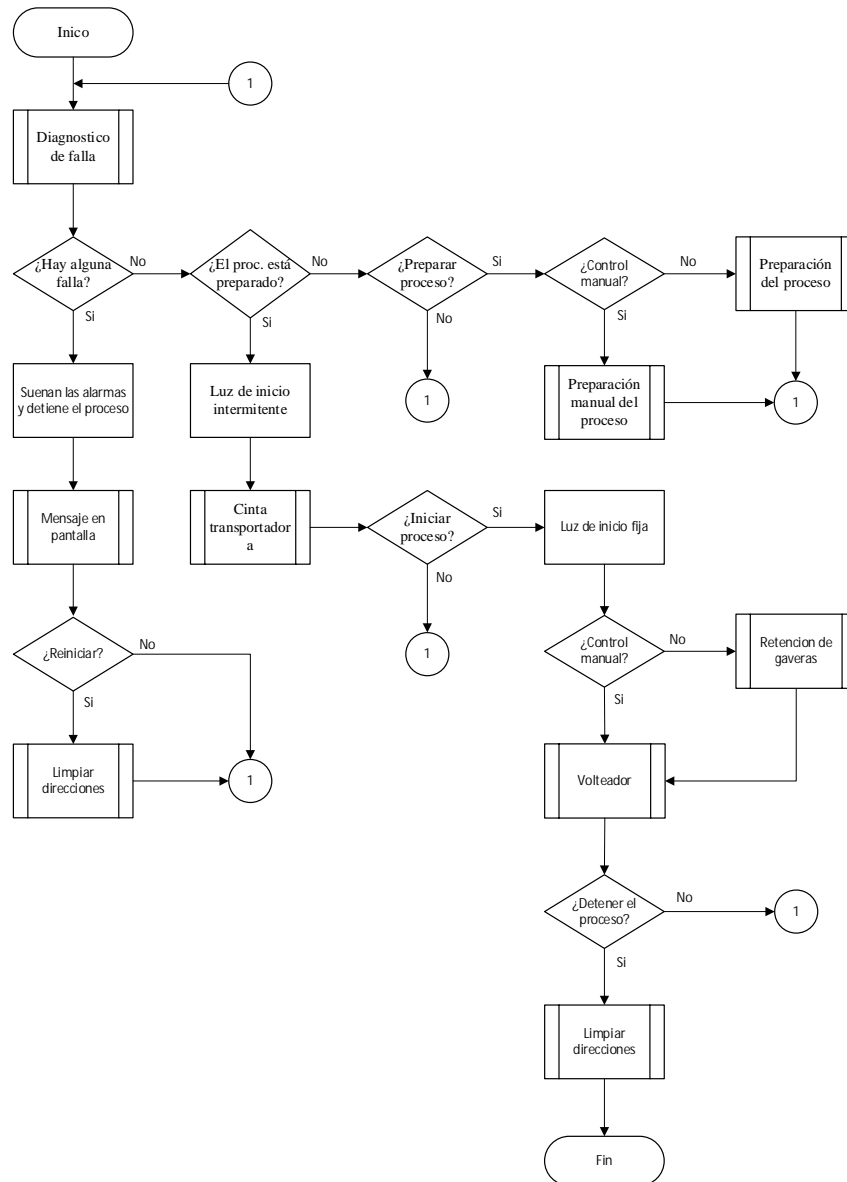 Inico
1
Diagnostico
de falla
¿Hay alguna
falla?
No
Si
¿El proc. está
preparado?
No
Si
¿Preparar
proceso?
Si
No
¿Control
manual?
No
Si
Preparación
del proceso
Suenan las alarmas
y detiene el proceso
Luz de inicio
intermitente
1
Preparación
manual del
proceso
1
Mensaje en
pantalla
Cinta
transportador
a
¿Iniciar
proceso?
Si
No
Luz de inicio fija
¿Reiniciar?
No
Si
1
¿Control
manual?
No
Si
Retencion de
gaveras
Limpiar
direcciones
1
Volteador
¿Detener el
proceso?
No
Si
1
Limpiar
direcciones
Fin